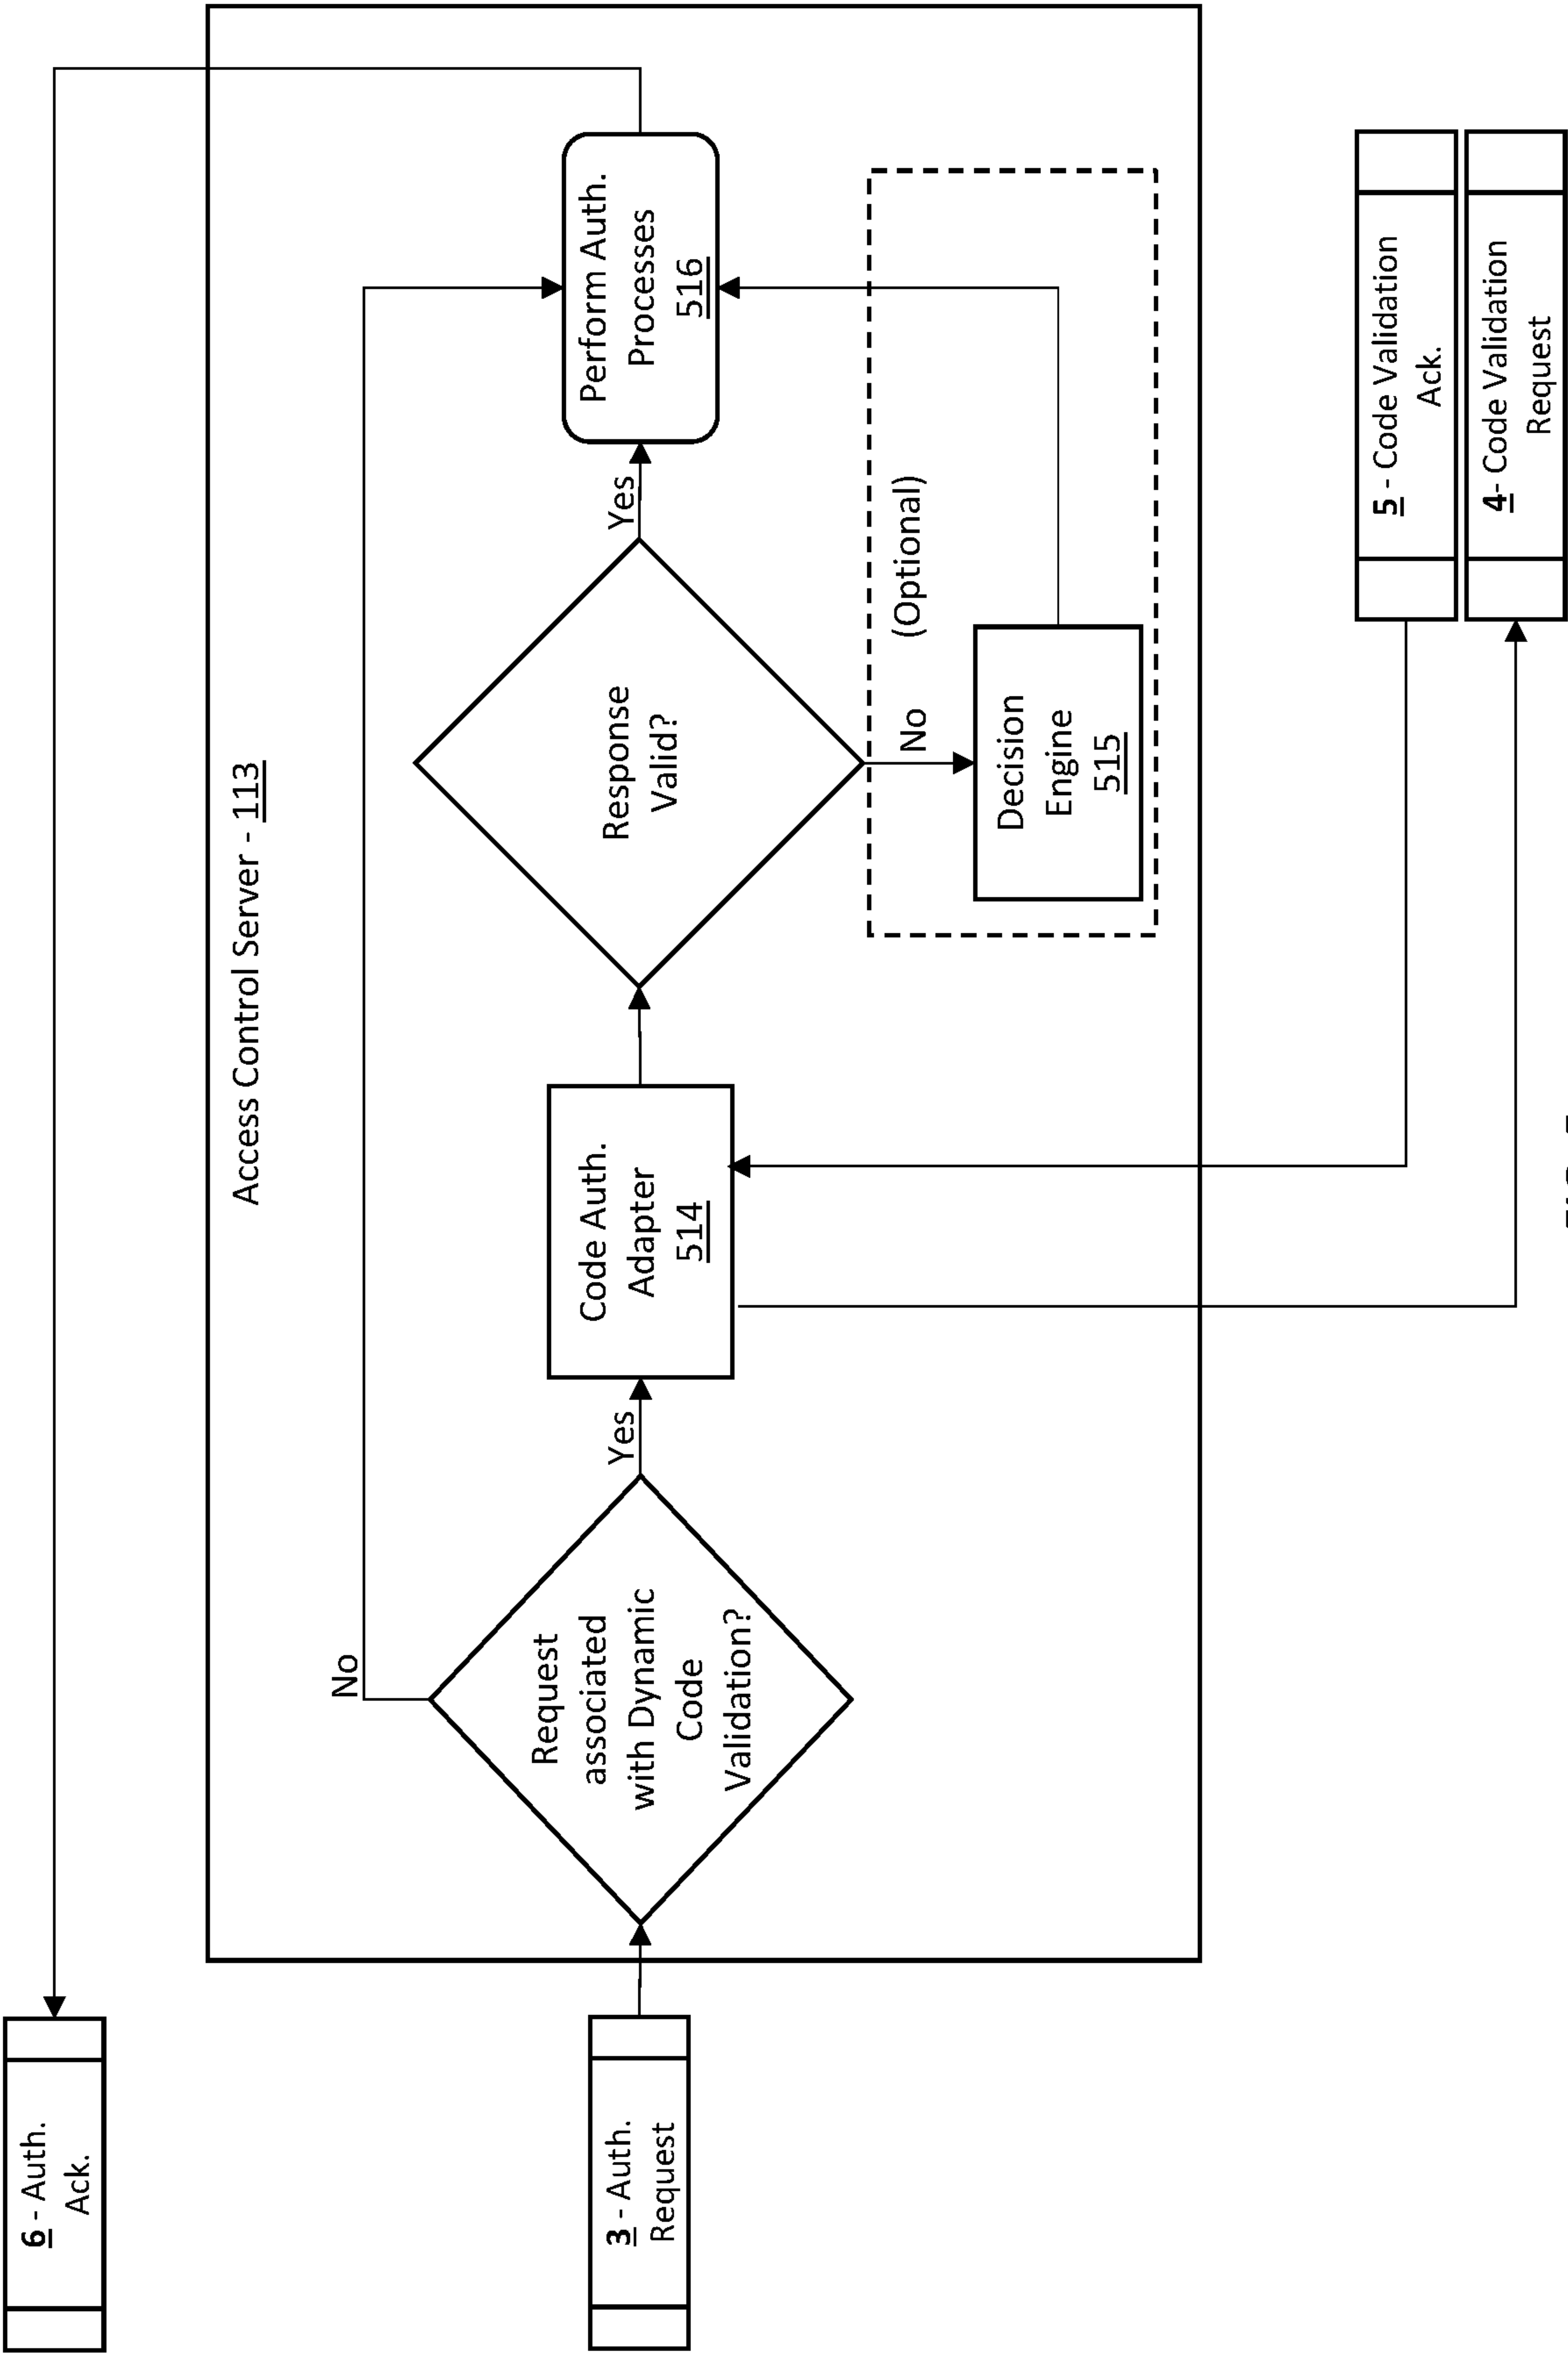 Access Control Server - 113
6 - Auth.
Ack.
3 - Auth.
Request
Request
associated
with Dynamic
Code
Validation?
No
Yes
Code Auth.
Adapter
514
Response
Valid?
Yes
No
(Optional)
Decision
Engine
515
Perform Auth.
Processes
516
5 - Code Validation
Ack.
4- Code Validation
Request